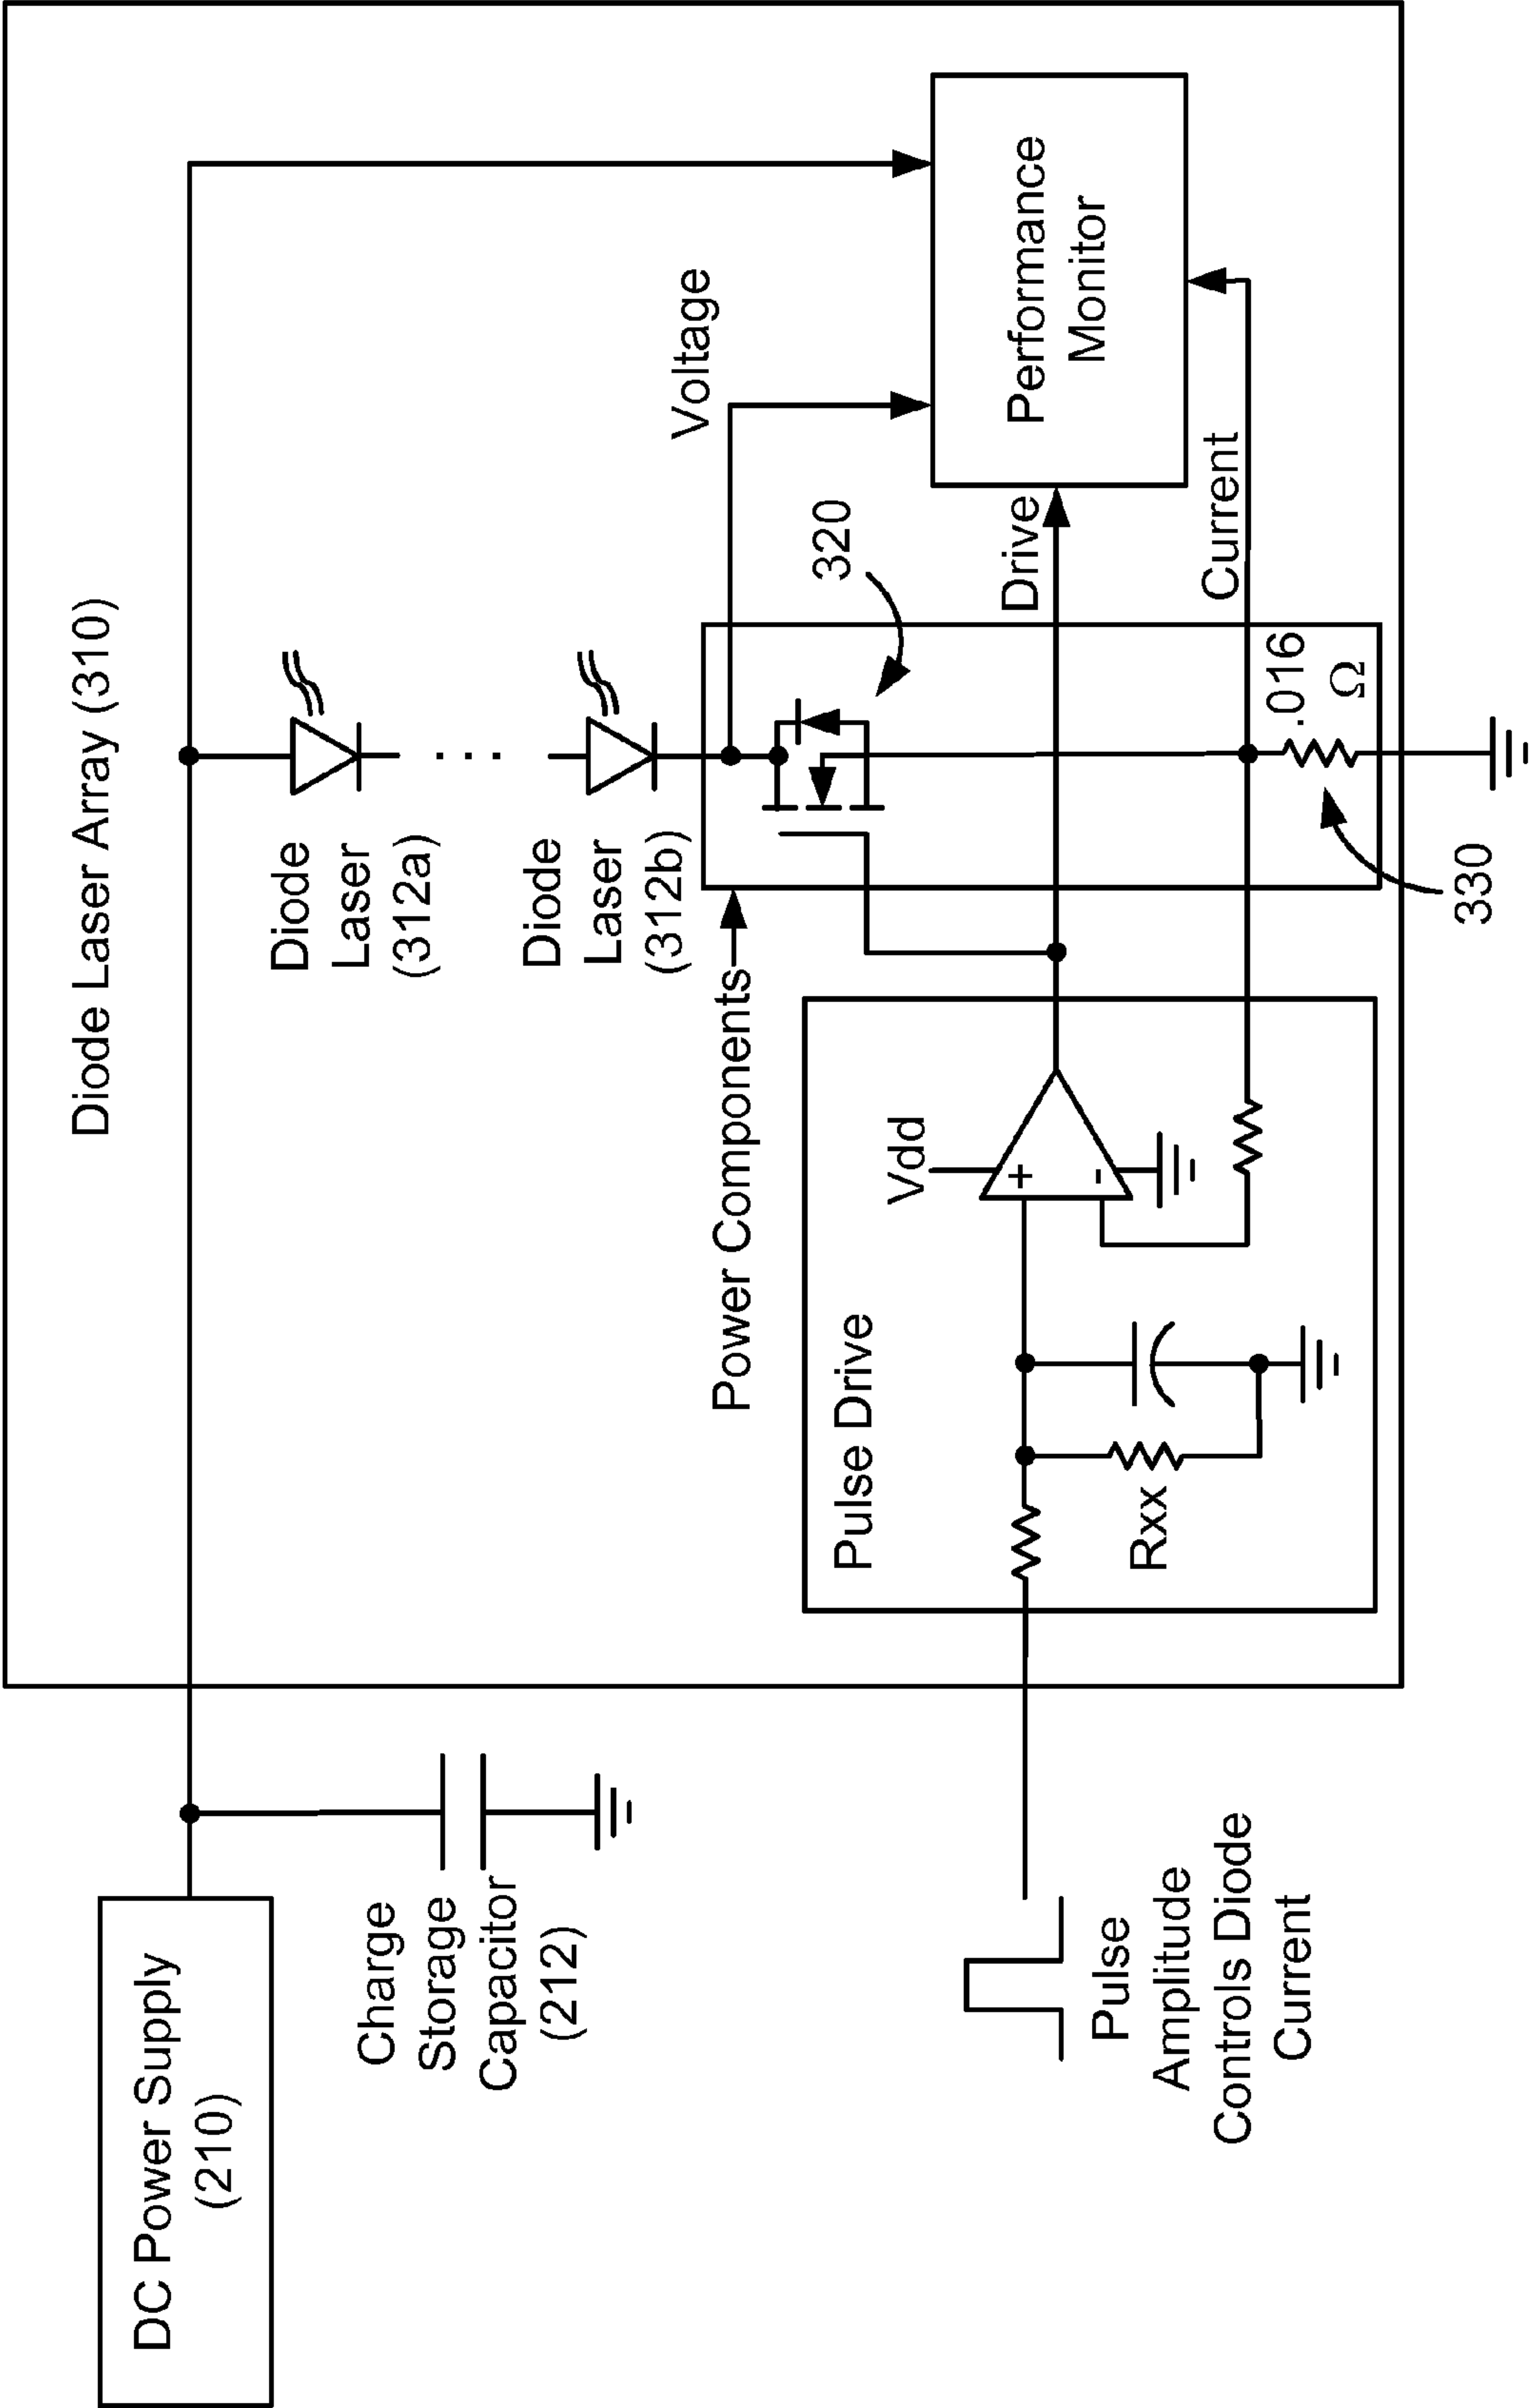 Diode Laser Array (310)
DC Power Supply
(210)
Charge
Storage
Capacitor
(212)
Diode
Laser
(312a)
. . .
Diode
Laser
(312b)
Voltage
Power Components
320
Performance
Monitor
Pulse Drive
Vdd
+
-
Drive
Rxx
Current
.016
Ω
330
Pulse
Amplitude
Controls Diode
Current